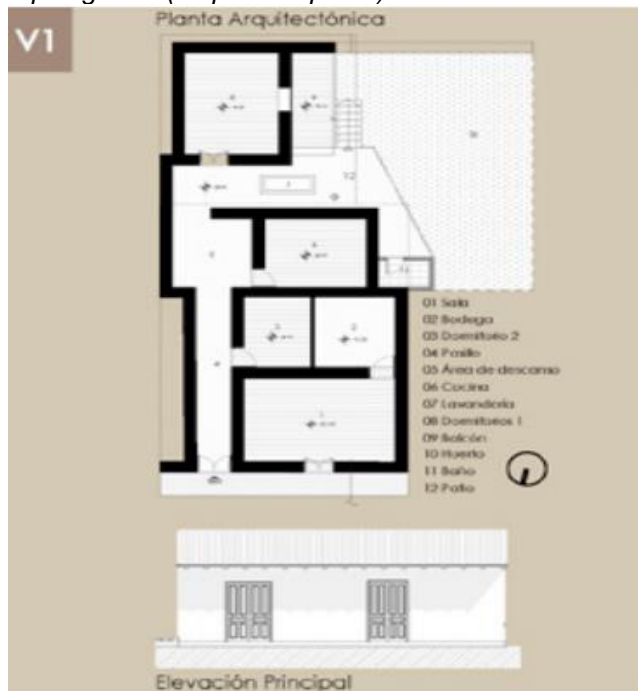 Planta Arquitectónica
V1
01 Sala
02 Bodega
03 Dormitorio 2
04 Pasillo
05 Área de descanso
06 Cocina
07 Lavandería
08 Dormitorios 1
09 Balcón
10 Huerto
11 Baño
12 Patio
Elevación Principal